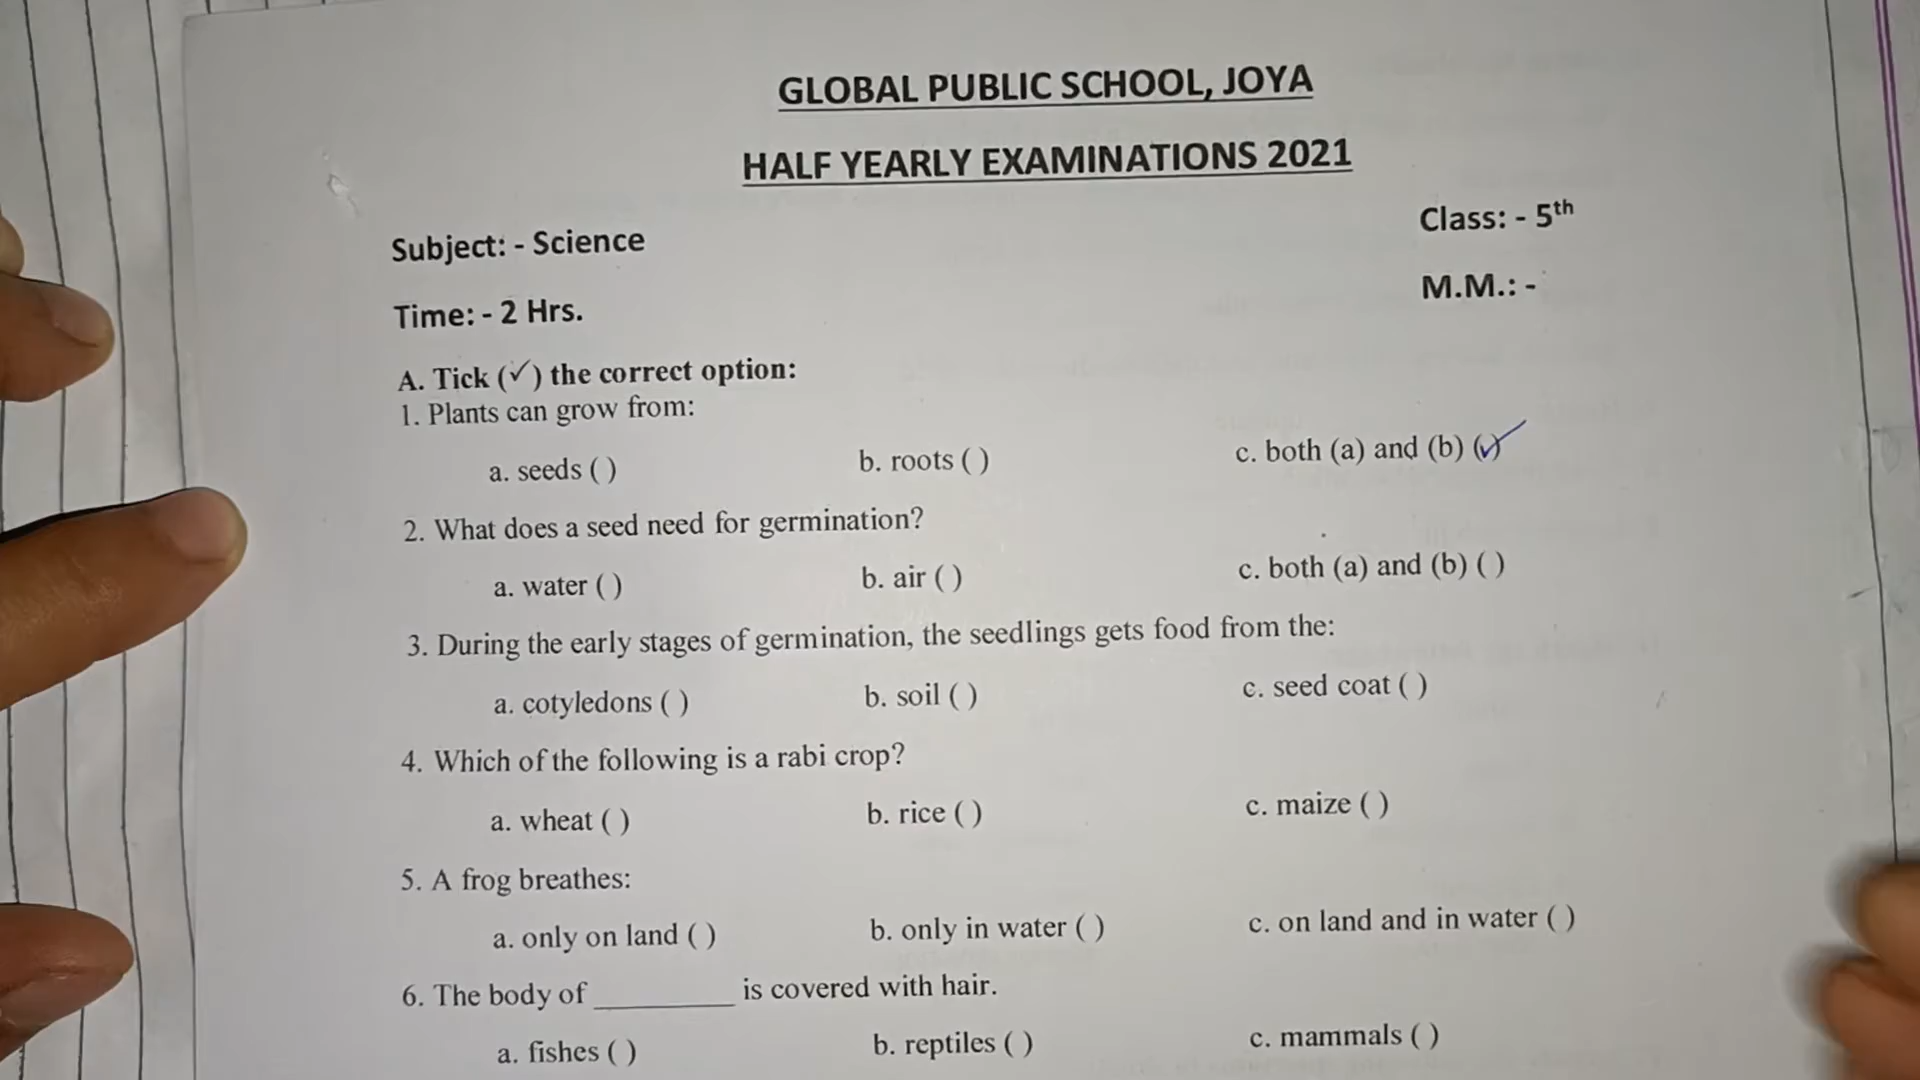 GLOBAL PUBLIC SCHOOL, JOYA
HALF YEARLY EXAMINATIONS 2021
Class: - 5th
Subject: - Science
M.M.: -
Time: - 2 Hrs.
A. Tick (✓) the correct option:
1. Plants can grow from:
a. seeds ( ) b. roots ( ) c. both (a) and (b) (✓)
2. What does a seed need for germination?
a. water ( ) b. air ( ) c. both (a) and (b) ( )
3. During the early stages of germination, the seedlings gets food from the:
a. cotyledons ( ) b. soil ( ) c. seed coat ( )
4. Which of the following is a rabi crop?
a. wheat ( ) b. rice ( ) c. maize ( )
5. A frog breathes:
a. only on land ( ) b. only in water ( ) c. on land and in water ( )
6. The body of __________ is covered with hair.
a. fishes ( ) b. reptiles ( ) c. mammals ( )